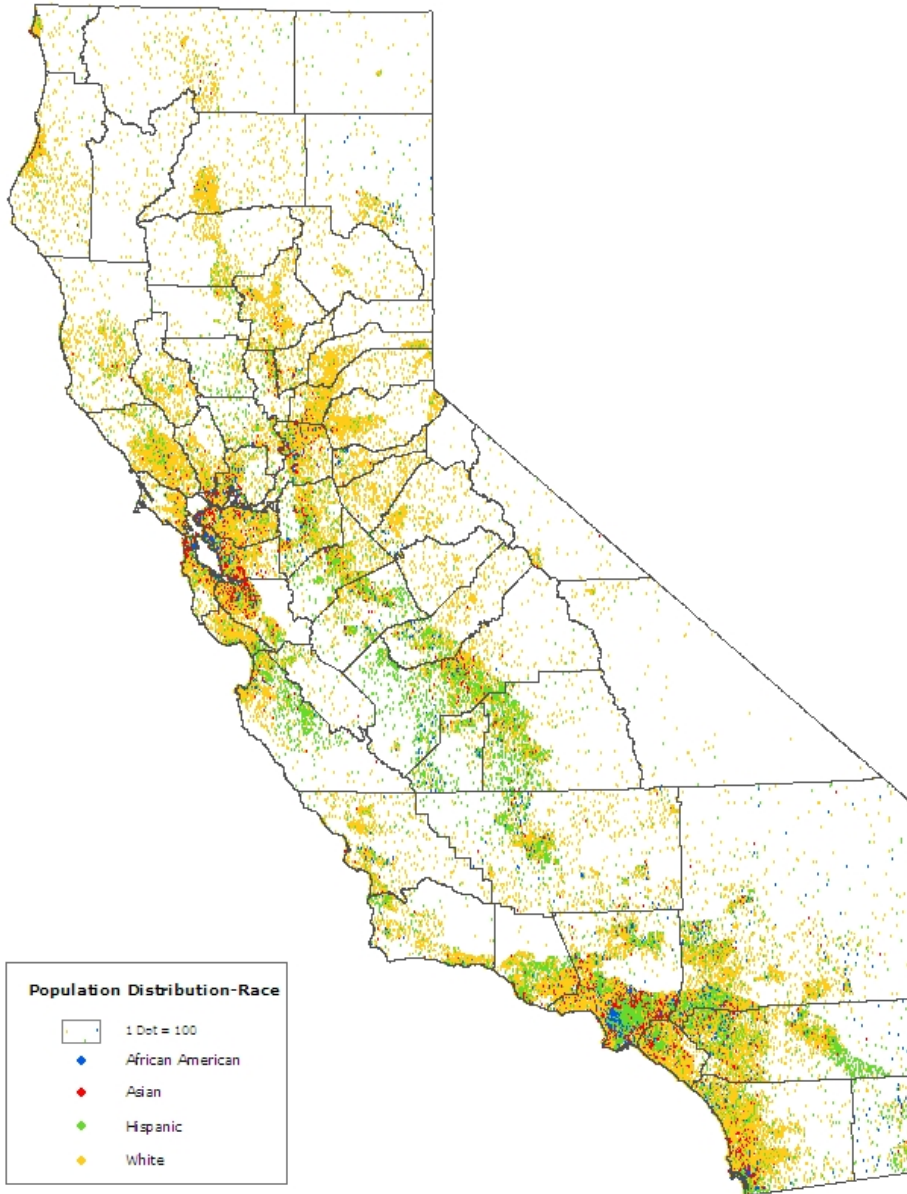 Population Distribution-Race
1 Dot = 100
African American
Asian
Hispanic
White